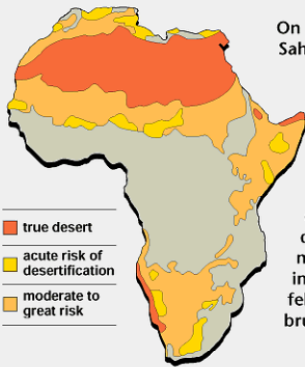 On
Sah
true desert
acute risk of
desertification
moderate to
great risk
n
in
fel
bru